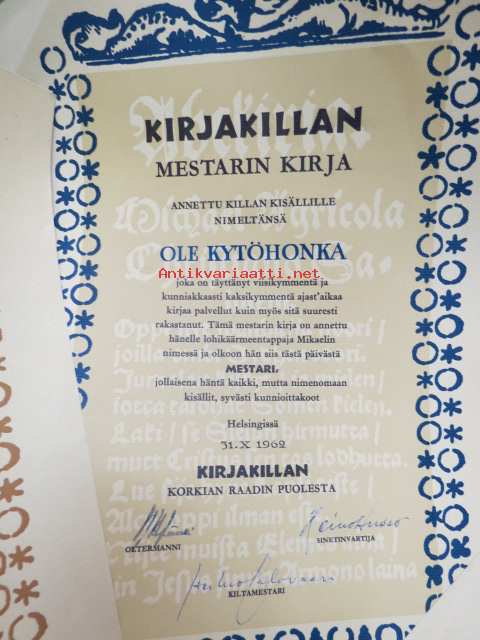 KIRJAKILLAN
MESTARIN KIRJA
ANNETTU KILLAN KISÄLLILLE
NIMELTÄNSÄ
OLE KYTÖHONKA
Antikvariaatti.net
joka on täyttänyt viisikymmentä ja
kunniakkaasti kaksikymmentä ajast'aikaa
kirjaa palvellut kuin myös sitä suuresti
rakastanut. Tämä mestarin kirja on annettu
hänelle lohikäärmeentappaja Mikaelin
nimessä ja olkoon hän siis tästä päivästä
MESTARI,
jollaisena häntä kaikki, mutta nimenomaan
kisällit, syvästi kunnioittakoot
Helsingissä
31.X 1962
KIRJAKILLAN
KORKIAN RAADIN PUOLESTA
OLTERMANNI
SINETINVARTIJA
KILTAMESTARI